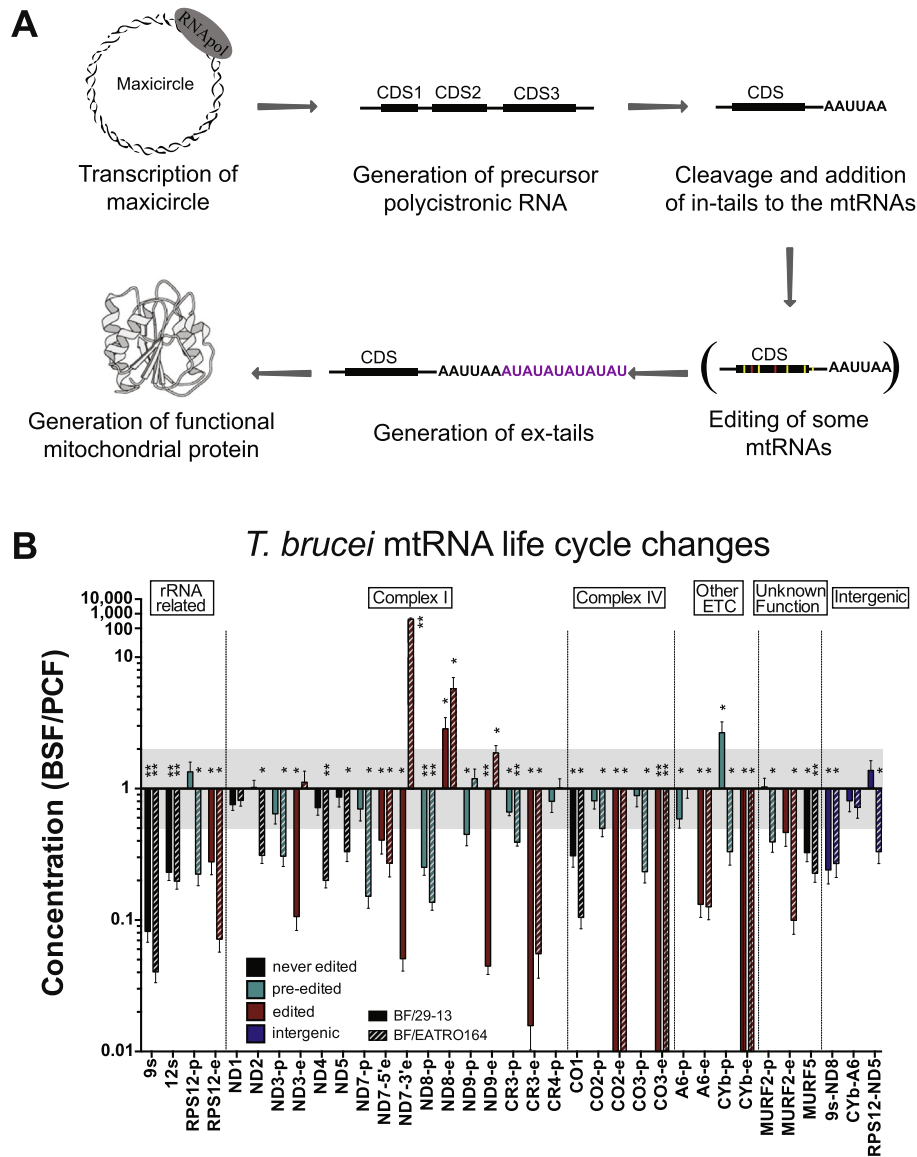 A
RNApol
Maxicircle
Transcription of
maxicircle
CDS1 CDS2 CDS3
Generation of precursor
polycistronic RNA
CDS
AAUUAA
Cleavage and addition
of in-tails to the mtRNAs
Generation of functional
mitochondrial protein
CDS
AAUUAAAUAUAUAUAUAU
Generation of ex-tails
( CDS AAUUAA )
Editing of some
mtRNAs
B
T. brucei mtRNA life cycle changes
rRNA
related
Complex I
Complex IV
Other
ETC
Unknown
Function
Intergenic
Concentration (BSF/PCF)
10,000
1,000
100
10
1
0.1
0.01
never edited
pre-edited
edited
intergenic
BF/29-13
BF/EATRO164
9s
12s
RPS12-p
RPS12-e
ND1
ND2
ND3-p
ND3-e
ND4
ND5
ND7-p
ND7-5'e
ND7-3'e
ND8-p
ND8-e
ND9-p
ND9-e
CR3-p
CR3-e
CR4-p
CO1
CO2-p
CO2-e
CO3-p
CO3-e
A6-p
A6-e
CYb-p
CYb-e
MURF2-p
MURF2-e
MURF5
9s-ND8
CYb-A6
RPS12-ND5